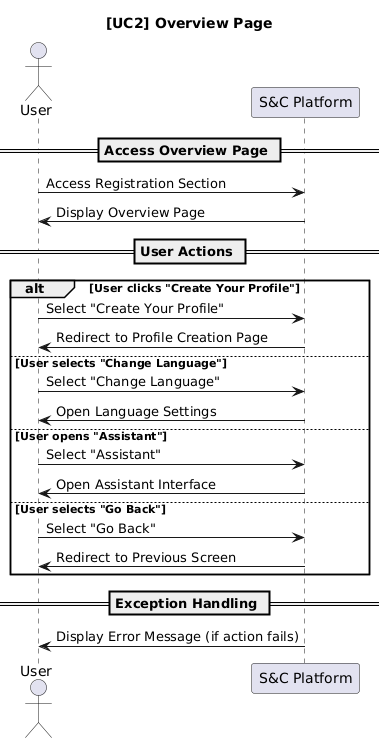 [UC2] Overview Page
User
S&C Platform
Access Overview Page
Access Registration Section
Display Overview Page
User Actions
alt [User clicks "Create Your Profile"]
Select "Create Your Profile"
Redirect to Profile Creation Page
[User selects "Change Language"]
Select "Change Language"
Open Language Settings
[User opens "Assistant"]
Select "Assistant"
Open Assistant Interface
[User selects "Go Back"]
Select "Go Back"
Redirect to Previous Screen
Exception Handling
Display Error Message (if action fails)
User
S&C Platform